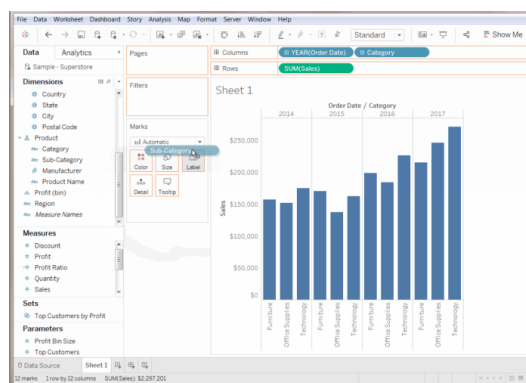 File Data Worksheet Dashboard Story Analysis Map Format Server Window Help
Standard
Show Me
Data Analytics
Pages
Columns YEAR(Order Date) Category
Sample - Superstore
Rows SUM(Sales)
Dimensions
Filters
Sheet 1
Country
State
City
Postal Code
Product
Category
Sub-Category
Manufacturer
Product Name
Profit (bin)
Region
Measure Names
Marks
Automatic
Sub-Category
Color Size Label
Detail Tooltip
Order Date / Category
2014 2015 2016 2017
$250,000
$200,000
$150,000
$100,000
$50,000
$0
Sales
Furniture
Office Supplies
Technology
Furniture
Office Supplies
Technology
Furniture
Office Supplies
Technology
Furniture
Office Supplies
Technology
Measures
Discount
Profit
Profit Ratio
Quantity
Sales
Sets
Top Customers by Profit
Parameters
Profit Bin Size
Top Customers
Data Source Sheet 1
12 marks 1 row by 12 columns SUM(Sales): $2,297,201